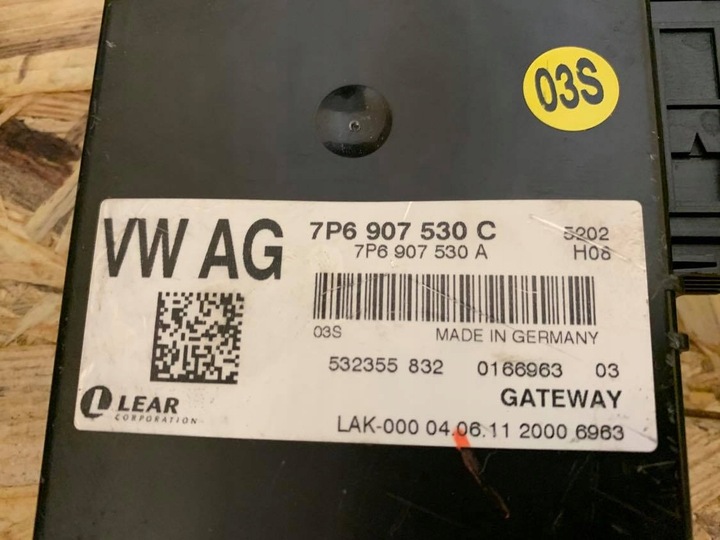 03S
VW AG
7P6 907 530 C 5202
7P6 907 530 A H08
03S MADE IN GERMANY
532355 832 0166963 03
GATEWAY
LEAR
CORPORATION
LAK-000 04.06.11 2000 6963